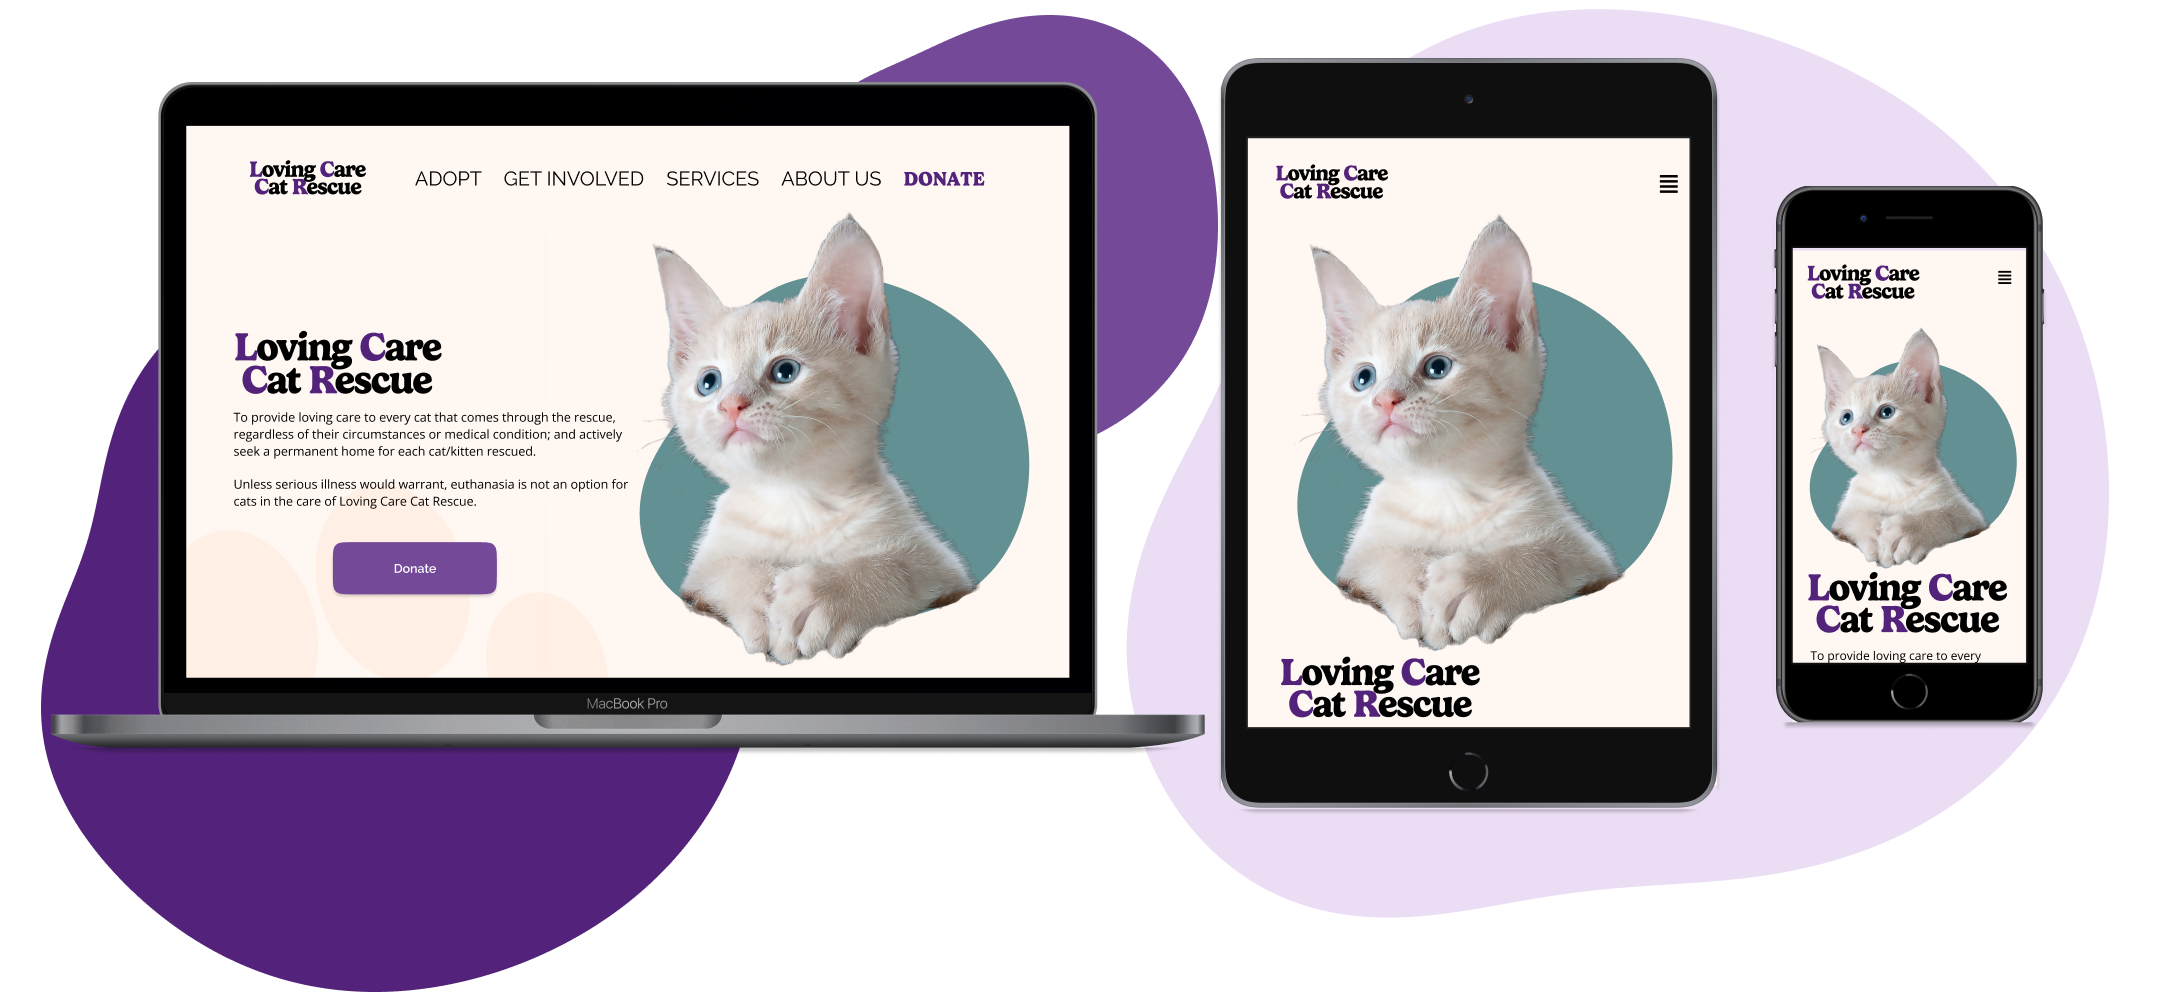 Loving Care
Cat Rescue
ADOPT GET INVOLVED SERVICES ABOUT US DONATE
Loving Care
Cat Rescue
To provide loving care to every cat that comes through the rescue,
regardless of their circumstances or medical condition; and actively
seek a permanent home for each cat/kitten rescued.
Unless serious illness would warrant, euthanasia is not an option for
cats in the care of Loving Care Cat Rescue.
Donate
MacBook Pro
Loving Care
Cat Rescue
Loving Care
Cat Rescue
Loving Care
Cat Rescue
Loving Care
Cat Rescue
To provide loving care to every